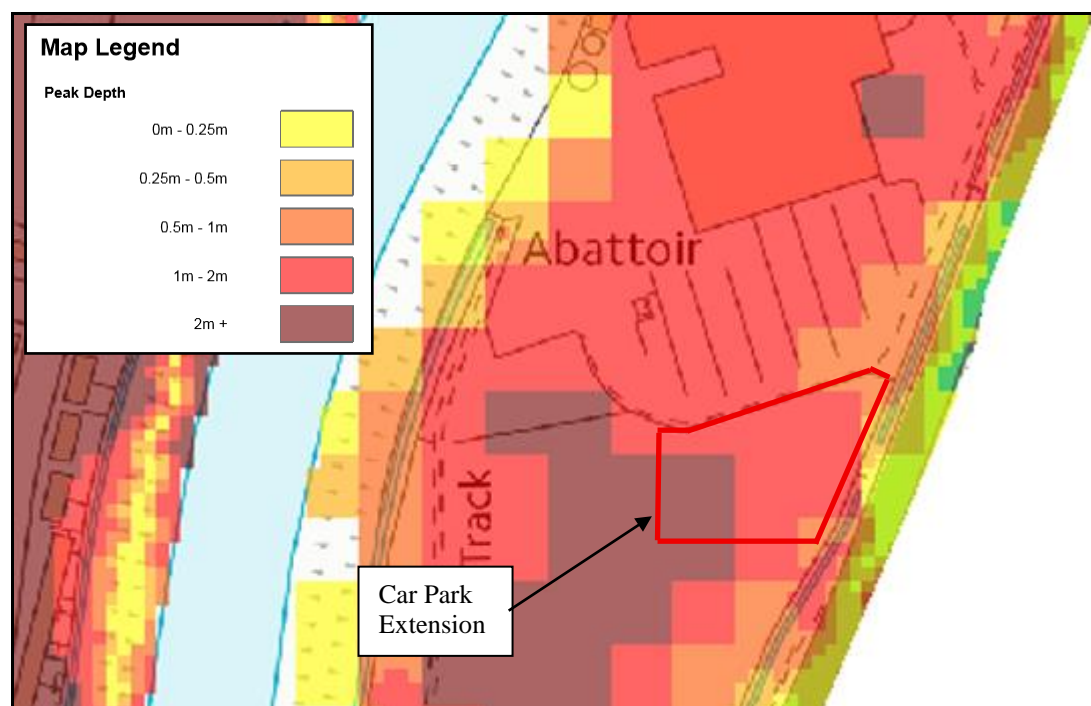 Map Legend
Peak Depth
0m - 0.25m
0.25m - 0.5m
0.5m - 1m
1m - 2m
2m +
Abattoir
Track
Car Park
Extension